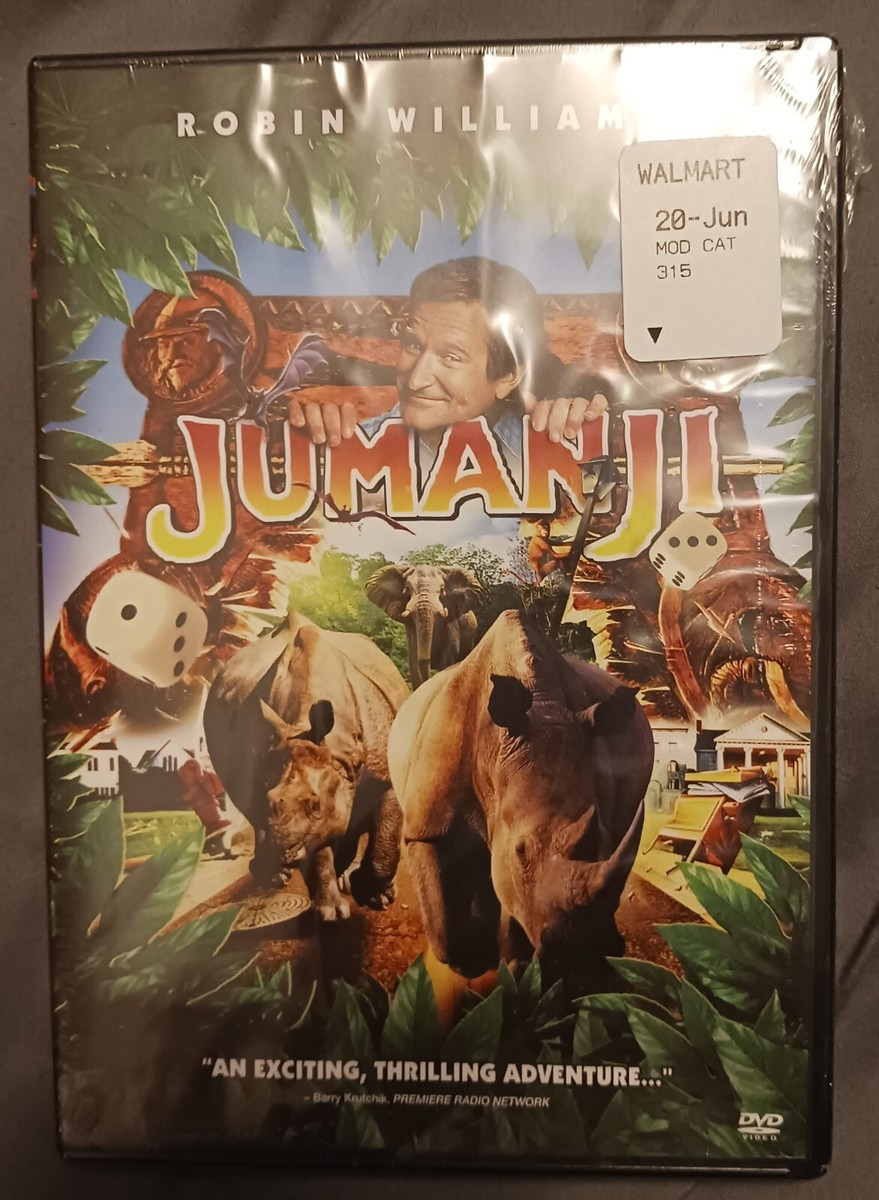 ROBIN WILLIAM
WALMART
20-Jun
MOD CAT
315
JUMANJI
"AN EXCITING, THRILLING ADVENTURE..."
– Barry Krutchik, PREMIERE RADIO NETWORK
DVD
VIDEO